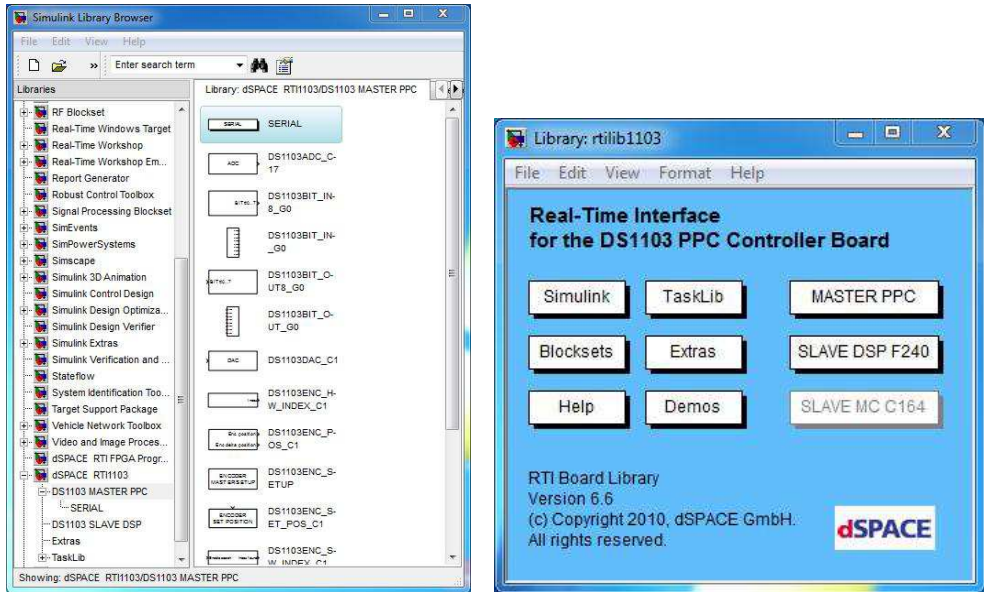 Simulink Library Browser
File Edit View Help
» Enter search term
Libraries
Library: dSPACE RTI1103/DS1103 MASTER PPC
RF Blockset
Real-Time Windows Target
Real-Time Workshop
Real-Time Workshop Em...
Report Generator
Robust Control Toolbox
Signal Processing Blockset
SimEvents
SimPowerSystems
Simscape
Simulink 3D Animation
Simulink Control Design
Simulink Design Optimiza...
Simulink Design Verifier
Simulink Extras
Simulink Verification and ...
Stateflow
System Identification Too...
Target Support Package
Vehicle Network Toolbox
Video and Image Proces...
dSPACE RTI FPGA Progr...
dSPACE RTI1103
DS1103 MASTER PPC
SERIAL
DS1103 SLAVE DSP
Extras
TaskLib
SERIAL SERIAL
ADC DS1103ADC_C-
17
DS1103BIT_IN-
8_G0
DS1103BIT_IN-
_G0
DS1103BIT_O-
UT8_G0
DS1103BIT_O-
UT_G0
DAC DS1103DAC_C1
DS1103ENC_H-
W_INDEX_C1
Enc position
Enc delta position
DS1103ENC_P-
OS_C1
ENCODER
MASTER SETUP
DS1103ENC_S-
ETUP
ENCODER
SET POSITION
DS1103ENC_S-
ET_POS_C1
DS1103ENC_S-
W_INDEX_C1
Showing: dSPACE RTI1103/DS1103 MASTER PPC
Library: rtilib1103
File Edit View Format Help
Real-Time Interface
for the DS1103 PPC Controller Board
Simulink TaskLib MASTER PPC
Blocksets Extras SLAVE DSP F240
Help Demos SLAVE MC C164
RTI Board Library
Version 6.6
(c) Copyright 2010, dSPACE GmbH.
All rights reserved.
dSPACE